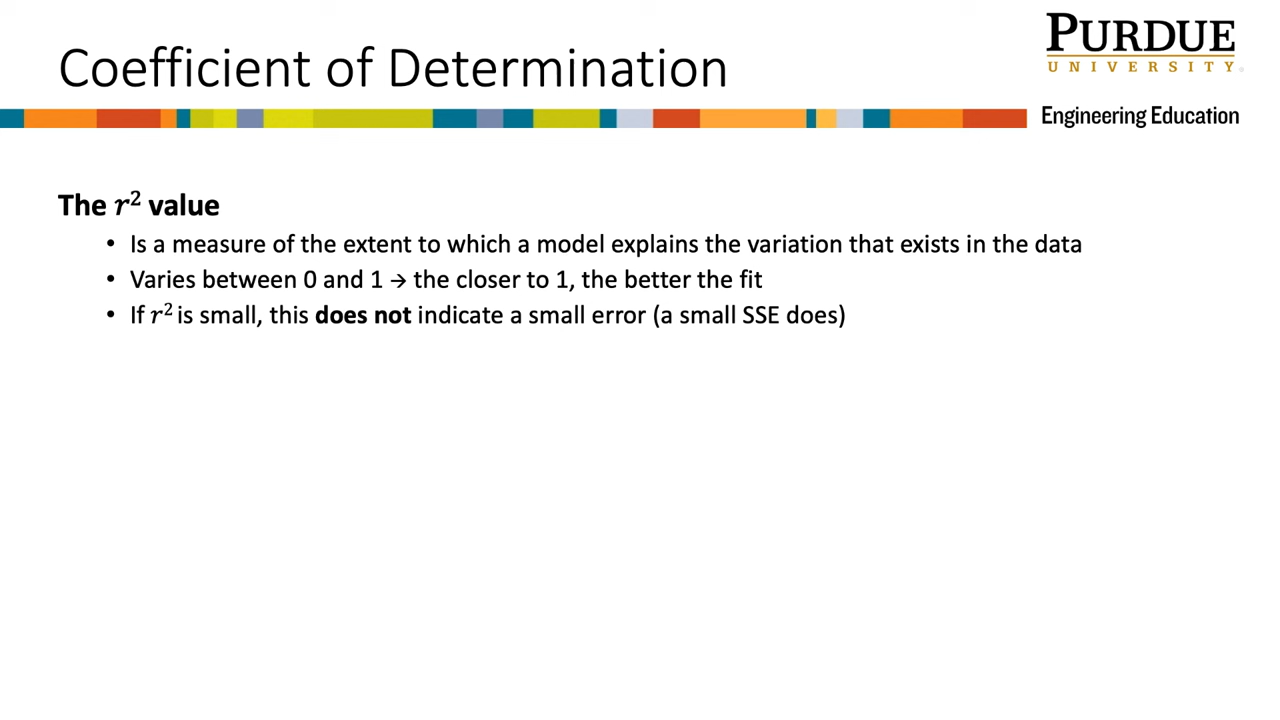 Coefficient of Determination
PURDUE
UNIVERSITY
Engineering Education
The r² value
• Is a measure of the extent to which a model explains the variation that exists in the data
• Varies between 0 and 1 → the closer to 1, the better the fit
• If r² is small, this does not indicate a small error (a small SSE does)